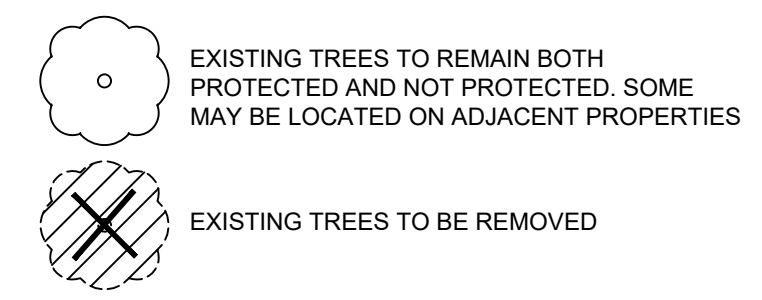 EXISTING TREES TO REMAIN BOTH
PROTECTED AND NOT PROTECTED. SOME
MAY BE LOCATED ON ADJACENT PROPERTIES
EXISTING TREES TO BE REMOVED